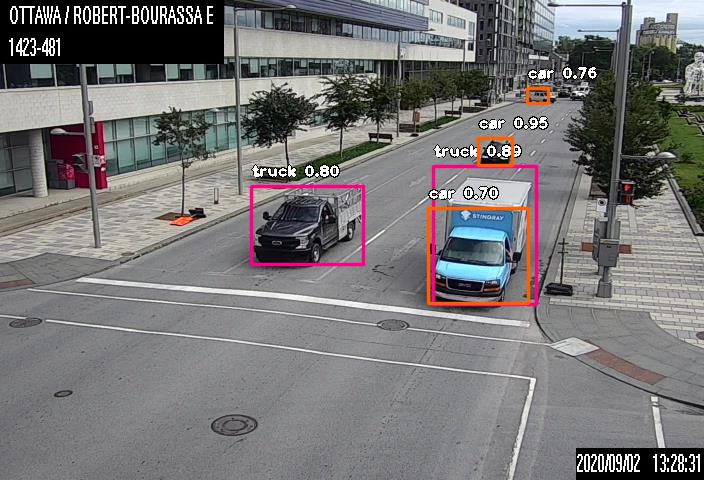 OTTAWA / ROBERT-BOURASSA E
1423-481
car 0.76
car 0.95
truck 0.89
truck 0.80
car 0.70
STINGRAY
GMC
2020/09/02 13:28:31